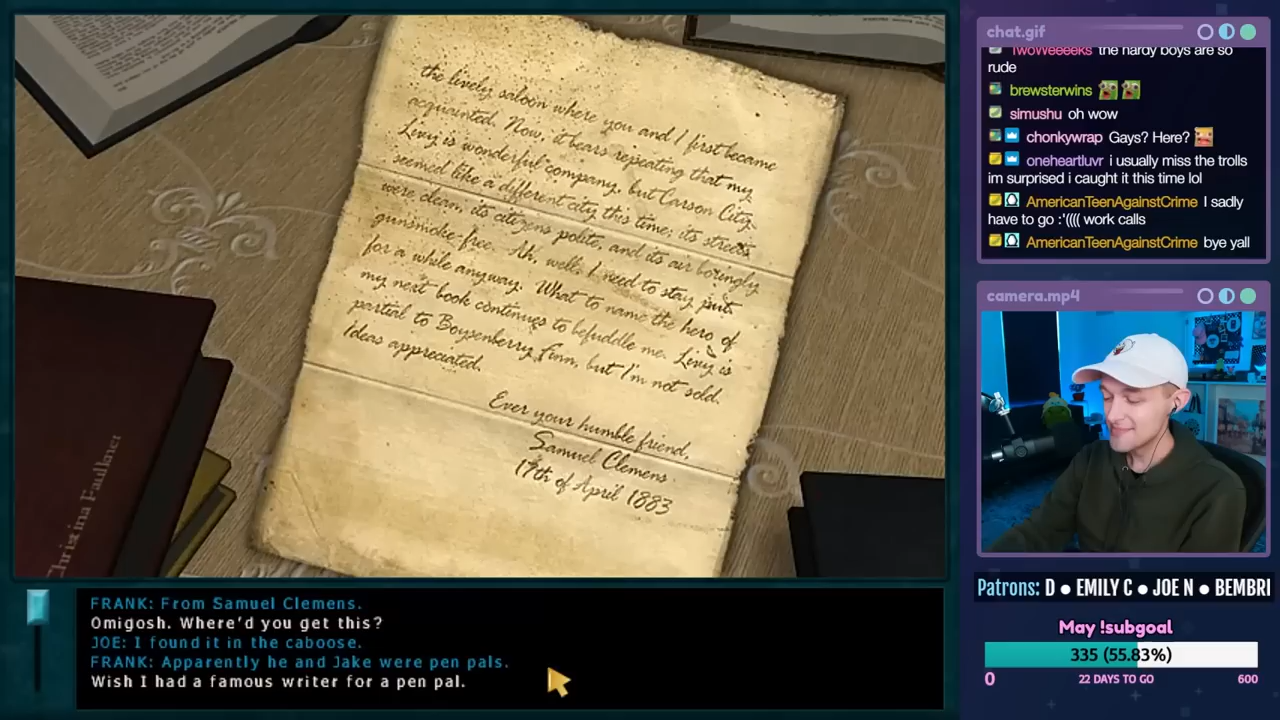 the lively saloon where you and I first became
acquainted. Now, it bears repeating that my
Livy is wonderful company, but Carson City
seemed like a different city this time; its streets
were clean, its citizens polite, and its air boringly
gunsmoke-free. Ah, well. I need to stay put
for a while anyway. What to name the hero of
my next book continues to befuddle me. Livy is
partial to Boysenberry Finn, but I'm not sold.
Ideas appreciated.
Ever your humble friend,
Samuel Clemens
17th of April 1883
Christina Faulkner
FRANK: From Samuel Clemens.
Omigosh. Where'd you get this?
JOE: I found it in the caboose.
FRANK: Apparently he and Jake were pen pals.
Wish I had a famous writer for a pen pal.
chat.gif
TwoWeeeeks the hardy boys are so
rude
brewsterwins
simushu oh wow
chonkywrap Gays? Here?
oneheartluvr i usually miss the trolls
im surprised i caught it this time lol
AmericanTeenAgainstCrime I sadly
have to go :'(((( work calls
AmericanTeenAgainstCrime bye yall
camera.mp4
Patrons: D ● EMILY C ● JOE N ● BEMBRI
May !subgoal
335 (55.83%)
0 22 DAYS TO GO 600